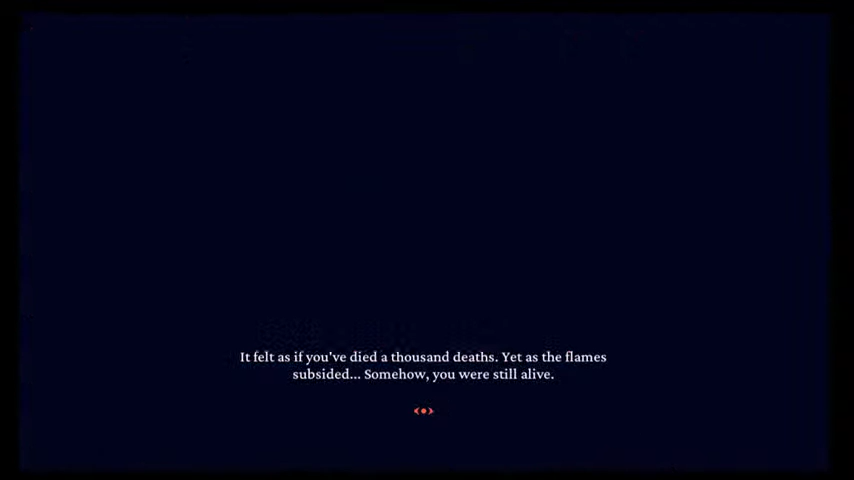 It felt as if you've died a thousand deaths. Yet as the flames
subsided... Somehow, you were still alive.